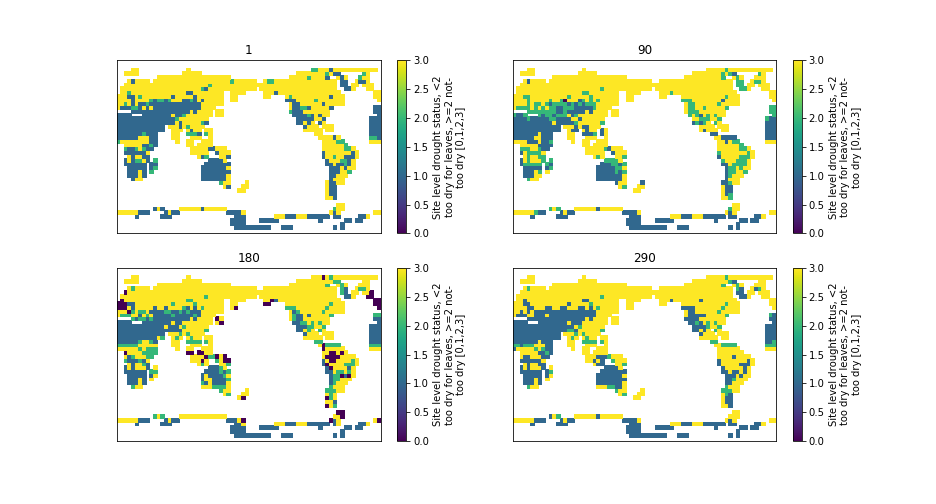 1
3.0
2.5
2.0
1.5
1.0
0.5
0.0
Site level drought status, <2
too dry for leaves, >=2 not-
too dry [0,1,2,3]
90
3.0
2.5
2.0
1.5
1.0
0.5
0.0
Site level drought status, <2
too dry for leaves, >=2 not-
too dry [0,1,2,3]
180
3.0
2.5
2.0
1.5
1.0
0.5
0.0
Site level drought status, <2
too dry for leaves, >=2 not-
too dry [0,1,2,3]
290
3.0
2.5
2.0
1.5
1.0
0.5
0.0
Site level drought status, <2
too dry for leaves, >=2 not-
too dry [0,1,2,3]